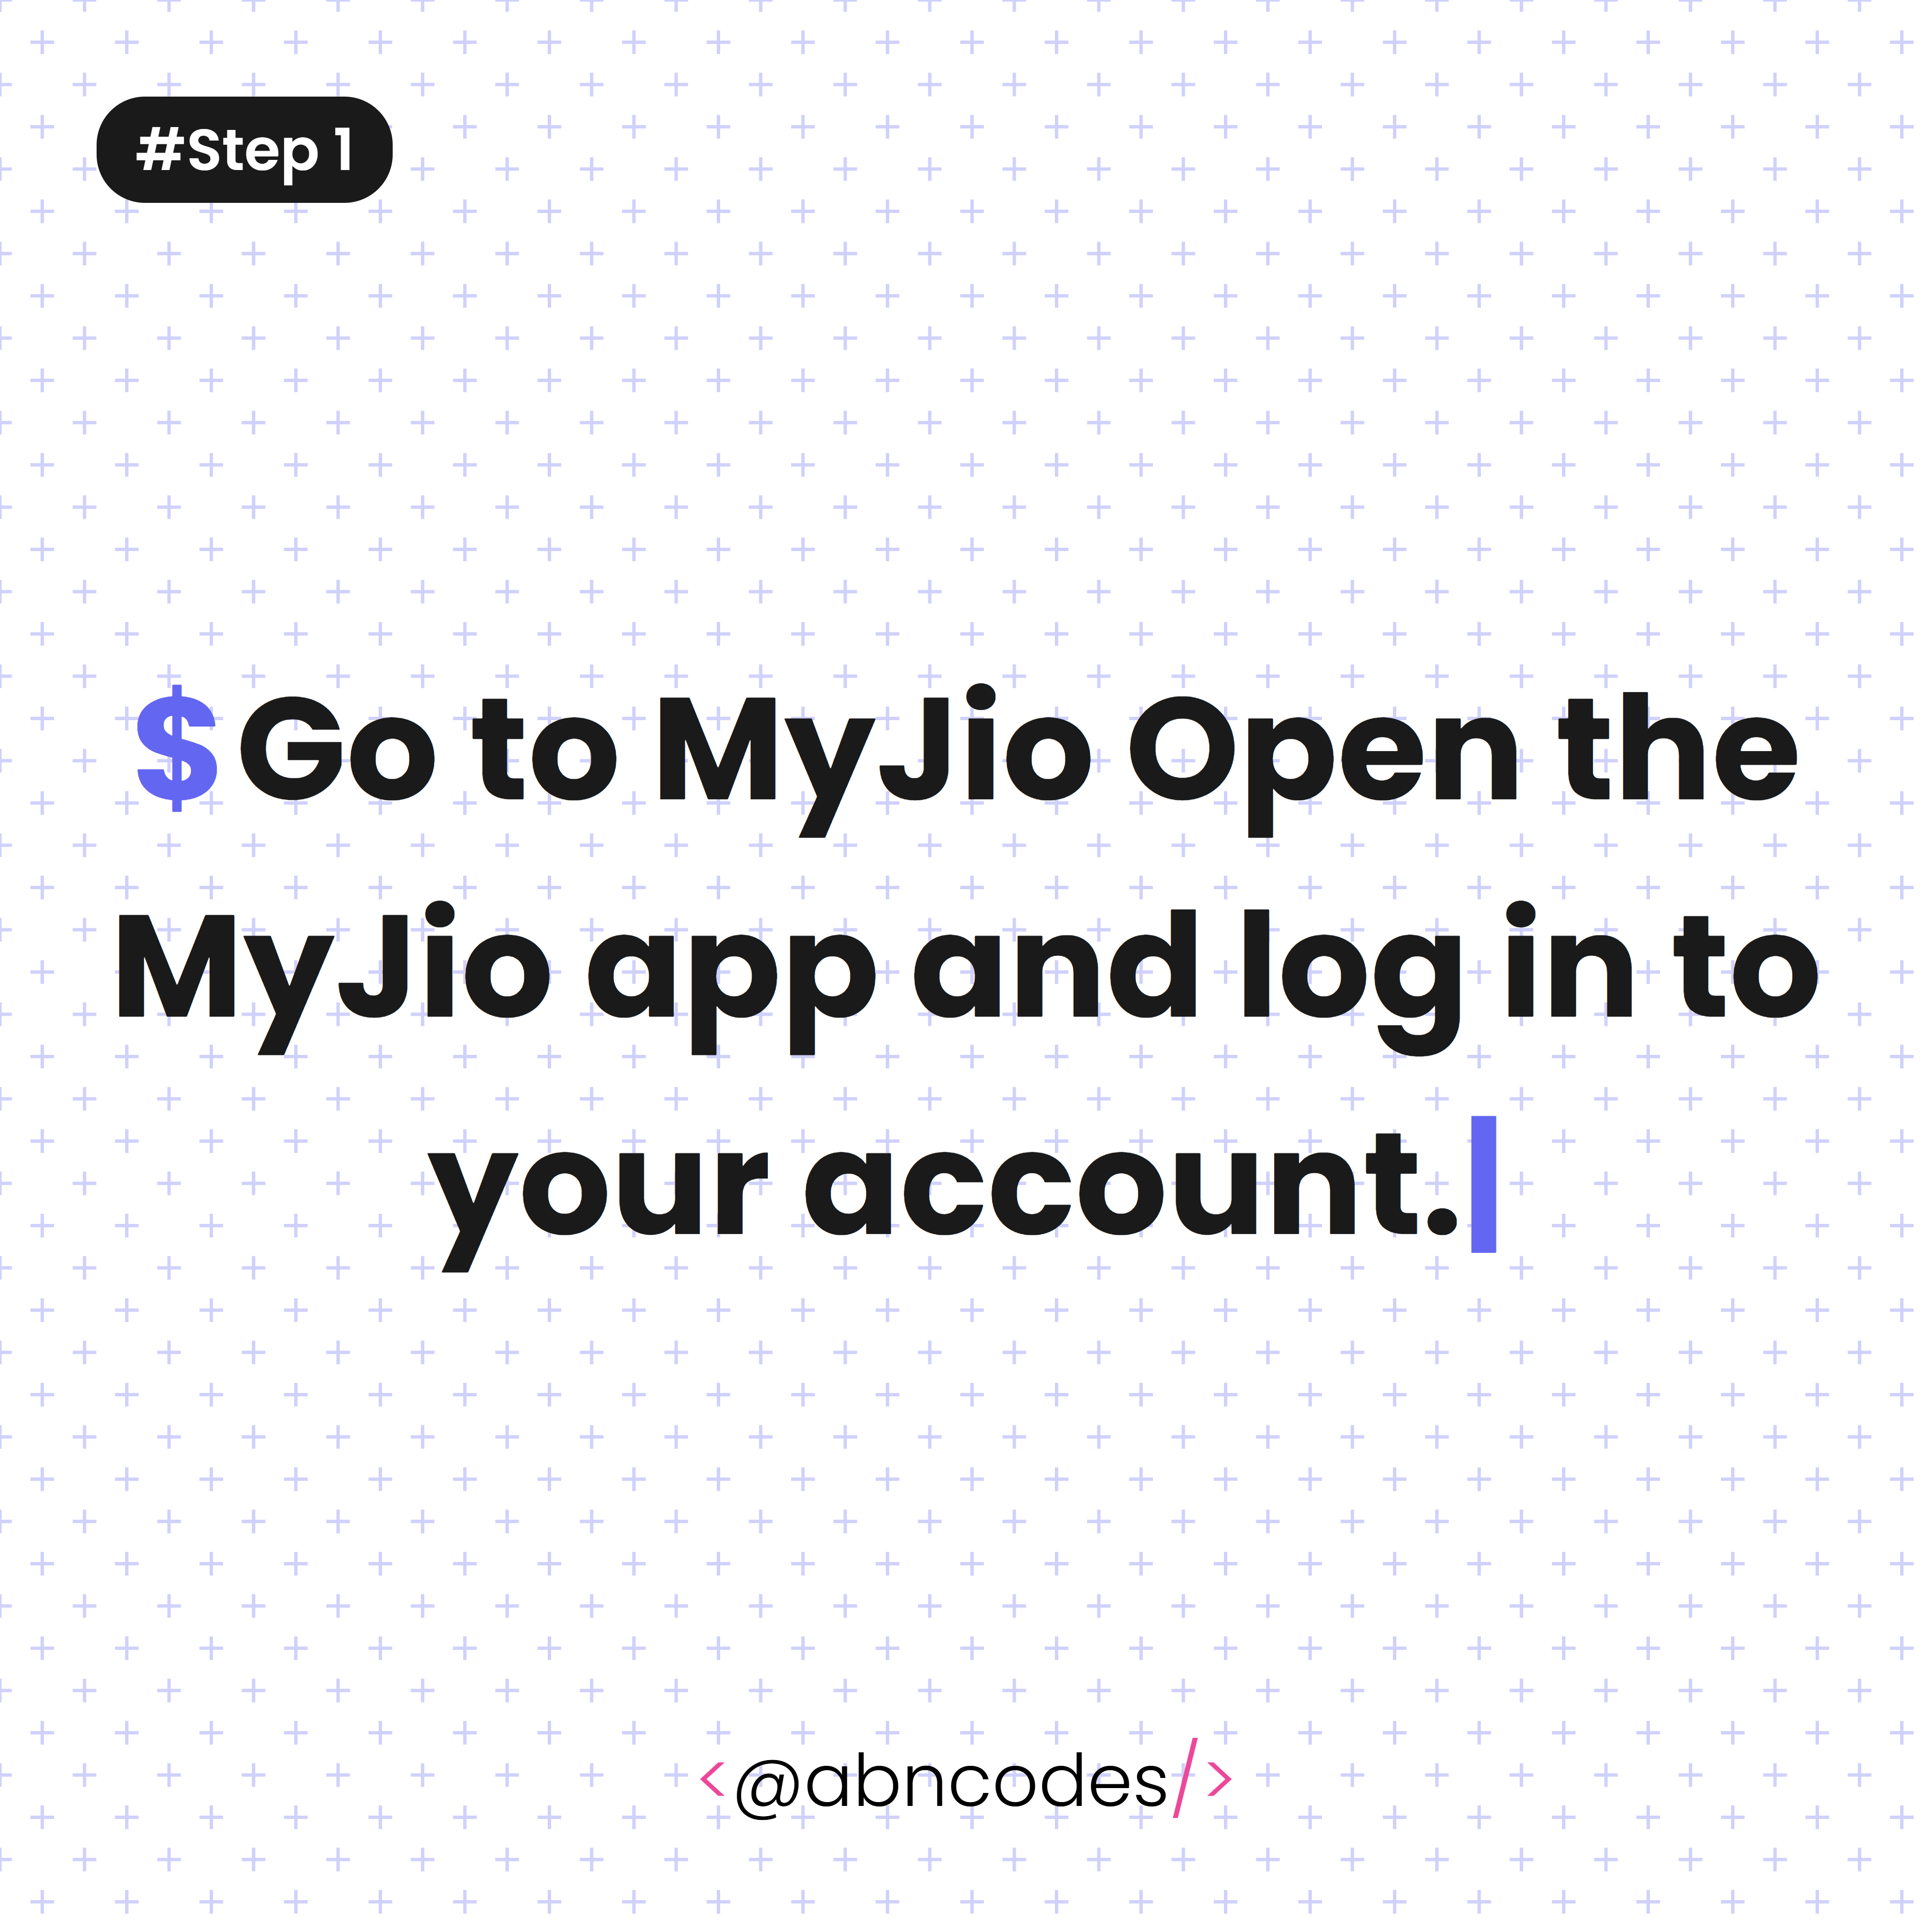 #Step 1
$ Go to MyJio Open the
MyJio app and log in to
your account.
<@abncodes/>